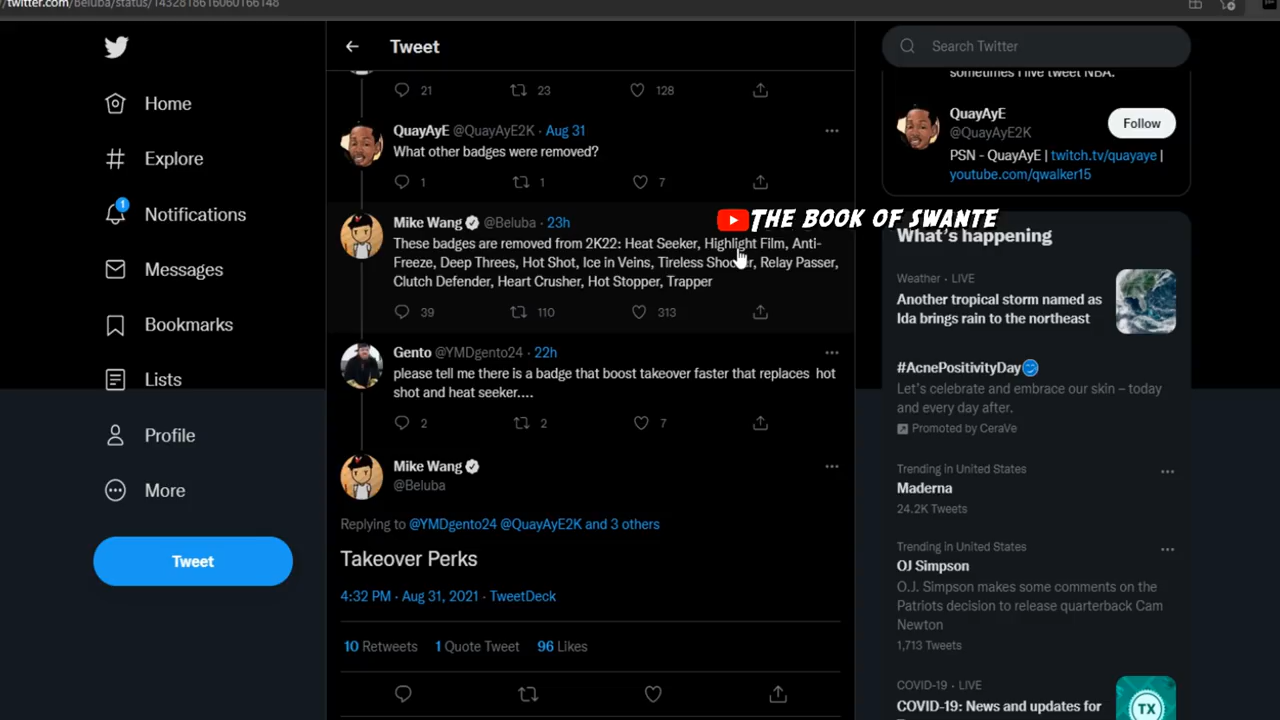 //twitter.com/beluba/status/1432818616060166148
Home
Explore
1
Notifications
Messages
Bookmarks
Lists
Profile
More
Tweet
Tweet
21 23 128
QuayAyE @QuayAyE2K · Aug 31
What other badges were removed?
1 1 7
Mike Wang @Beluba · 23h
These badges are removed from 2K22: Heat Seeker, Highlight Film, Anti-
Freeze, Deep Threes, Hot Shot, Ice in Veins, Tireless Shooter, Relay Passer,
Clutch Defender, Heart Crusher, Hot Stopper, Trapper
39 110 313
Gento @YMDgento24 · 22h
please tell me there is a badge that boost takeover faster that replaces hot
shot and heat seeker....
2 2 7
Mike Wang
@Beluba
Replying to @YMDgento24 @QuayAyE2K and 3 others
Takeover Perks
4:32 PM · Aug 31, 2021 · TweetDeck
10 Retweets 1 Quote Tweet 96 Likes
Search Twitter
sometimes I live tweet NBA.
QuayAyE
@QuayAyE2K
Follow
PSN - QuayAyE | twitch.tv/quayaye |
youtube.com/qwalker15
THE BOOK OF SWANTE
What's happening
Weather · LIVE
Another tropical storm named as
Ida brings rain to the northeast
#AcnePositivityDay
Let's celebrate and embrace our skin – today
and every day after.
Promoted by CeraVe
Trending in United States
Maderna
24.2K Tweets
Trending in United States
OJ Simpson
O.J. Simpson makes some comments on the
Patriots decision to release quarterback Cam
Newton
1,713 Tweets
COVID-19 · LIVE
COVID-19: News and updates for
TX